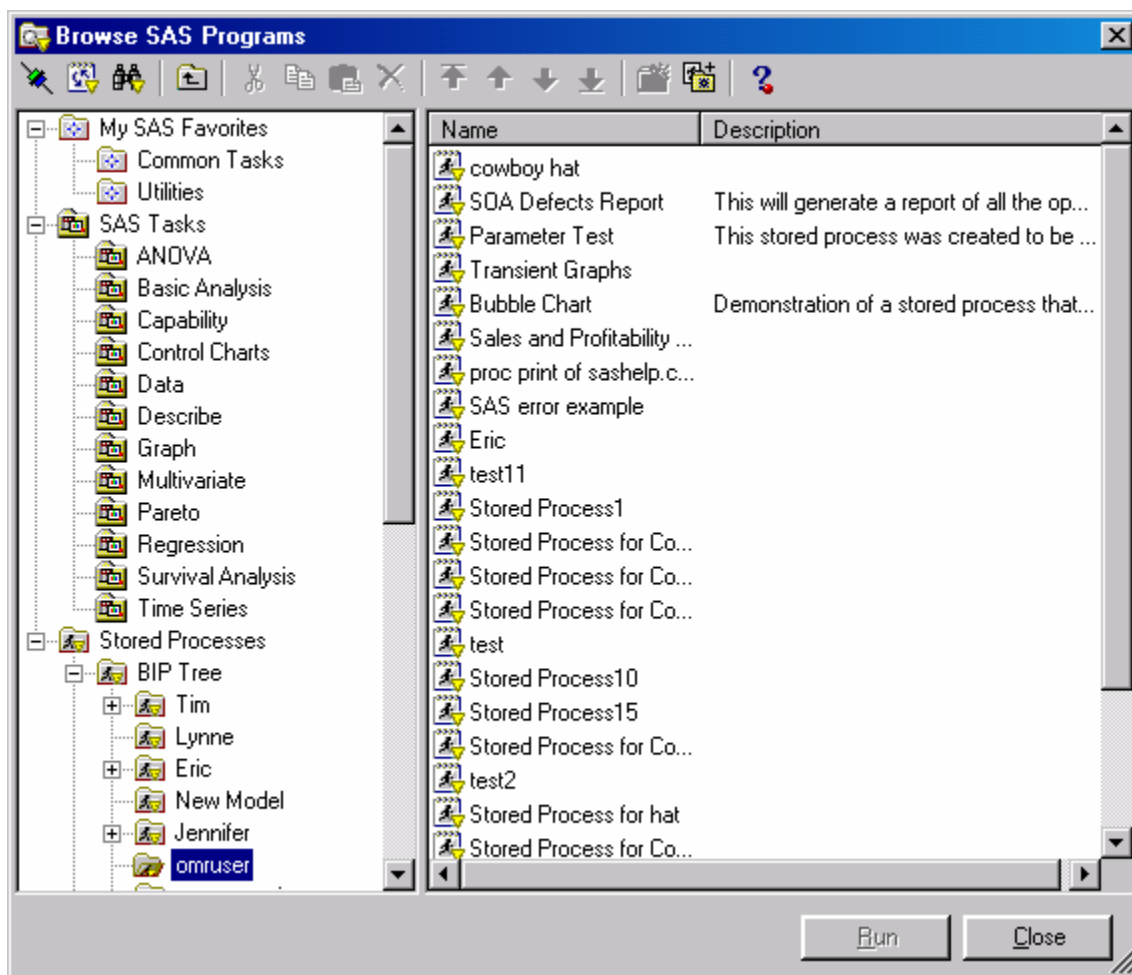 Browse SAS Programs
My SAS Favorites
Common Tasks
Utilities
SAS Tasks
ANOVA
Basic Analysis
Capability
Control Charts
Data
Describe
Graph
Multivariate
Pareto
Regression
Survival Analysis
Time Series
Stored Processes
BIP Tree
Tim
Lynne
Eric
New Model
Jennifer
omruser
Name Description
cowboy hat
SOA Defects Report This will generate a report of all the op...
Parameter Test This stored process was created to be ...
Transient Graphs
Bubble Chart Demonstration of a stored process that...
Sales and Profitability ...
proc print of sashelp.c...
SAS error example
Eric
test11
Stored Process1
Stored Process for Co...
Stored Process for Co...
Stored Process for Co...
test
Stored Process10
Stored Process15
Stored Process for Co...
test2
Stored Process for hat
Stored Process for Co...
Run Close